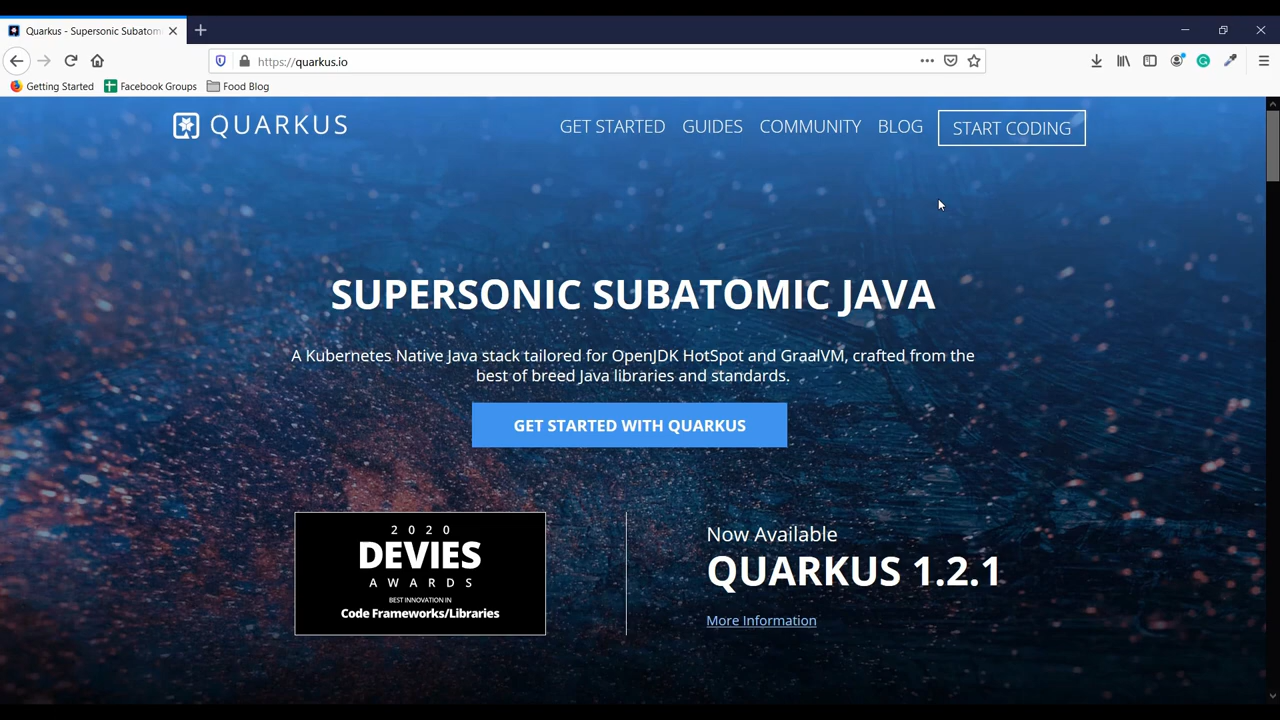 Quarkus - Supersonic Subatom
https://quarkus.io
Getting Started
Facebook Groups
Food Blog
QUARKUS
GET STARTED
GUIDES
COMMUNITY
BLOG
START CODING
SUPERSONIC SUBATOMIC JAVA
A Kubernetes Native Java stack tailored for OpenJDK HotSpot and GraalVM, crafted from the
best of breed Java libraries and standards.
GET STARTED WITH QUARKUS
2020
DEVIES
AWARDS
BEST INNOVATION IN
Code Frameworks/Libraries
Now Available
QUARKUS 1.2.1
More Information